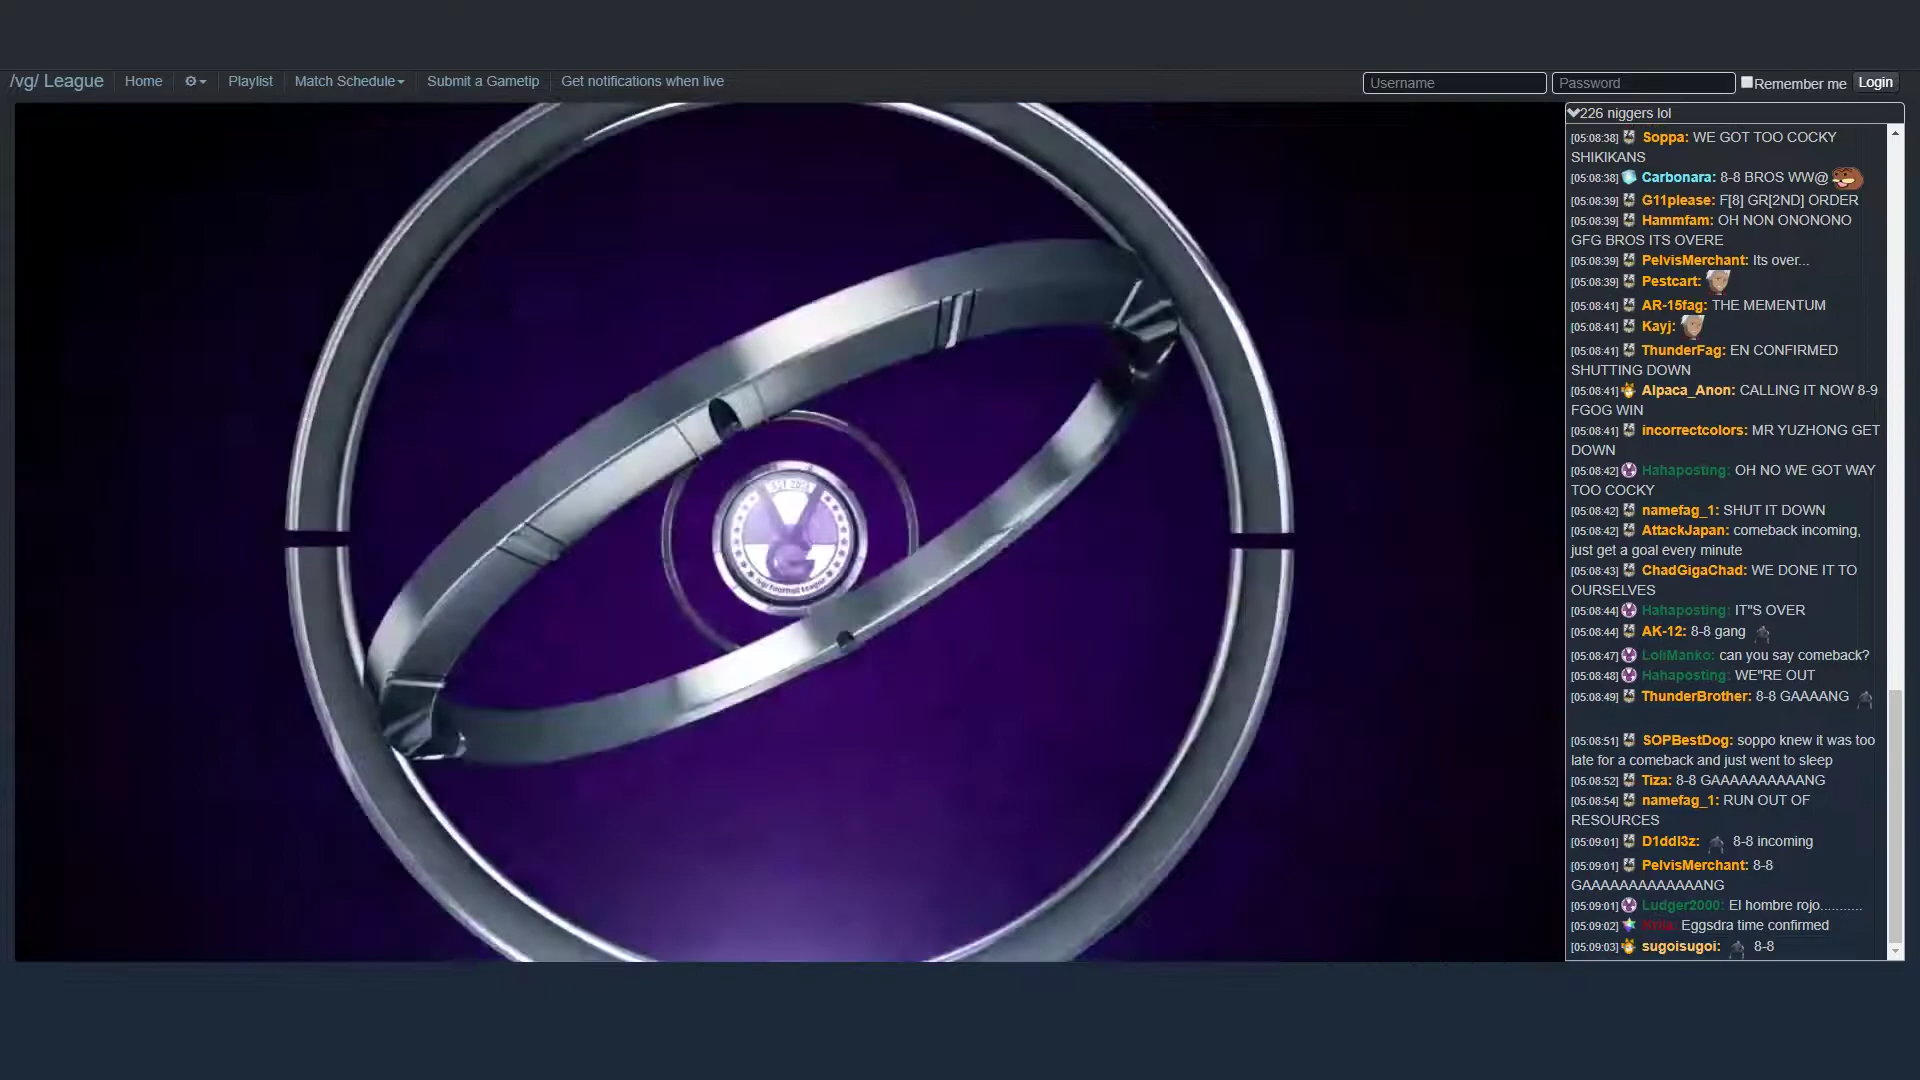 /vg/ League Home Playlist Match Schedule Submit a Gametip Get notifications when live Username Password Remember me Login
226 niggers lol
[05:08:38] Soppa: WE GOT TOO COCKY
SHIKIKANS
[05:08:38] Carbonara: 8-8 BROS WW@
[05:08:39] G11please: F[8] GR[2ND] ORDER
[05:08:39] Hammfam: OH NON ONONONO
GFG BROS ITS OVERE
[05:08:39] PelvisMerchant: Its over...
[05:08:39] Pestcart:
[05:08:41] AR-15fag: THE MEMENTUM
[05:08:41] Kayj:
[05:08:41] ThunderFag: EN CONFIRMED
SHUTTING DOWN
[05:08:41] Alpaca_Anon: CALLING IT NOW 8-9
FGOG WIN
[05:08:41] incorrectcolors: MR YUZHONG GET
DOWN
[05:08:42] Hahaposting: OH NO WE GOT WAY
TOO COCKY
[05:08:42] namefag_1: SHUT IT DOWN
[05:08:42] AttackJapan: comeback incoming,
just get a goal every minute
[05:08:43] ChadGigaChad: WE DONE IT TO
OURSELVES
[05:08:44] Hahaposting: IT"S OVER
[05:08:44] AK-12: 8-8 gang
[05:08:47] LoliManko: can you say comeback?
[05:08:48] Hahaposting: WE"RE OUT
[05:08:49] ThunderBrother: 8-8 GAAAANG
[05:08:51] SOPBestDog: soppo knew it was too
late for a comeback and just went to sleep
[05:08:52] Tiza: 8-8 GAAAAAAAAAANG
[05:08:54] namefag_1: RUN OUT OF
RESOURCES
[05:09:01] D1ddl3z: 8-8 incoming
[05:09:01] PelvisMerchant: 8-8
GAAAAAAAAAAAAANG
[05:09:01] Ludger2000: El hombre rojo..........
[05:09:02] Eggsdra time confirmed
[05:09:03] sugoisugoi: 8-8
VG
/vg/ Football League